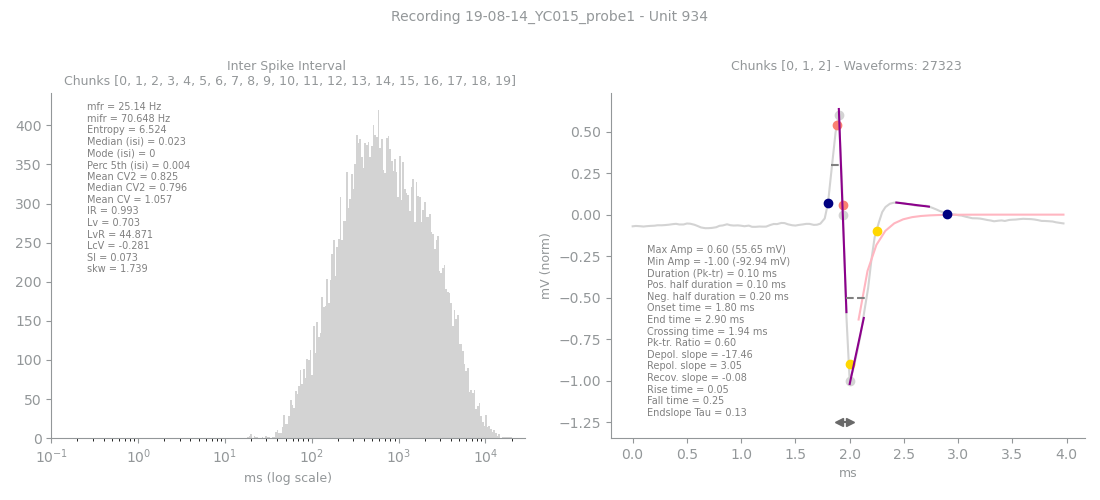 Recording 19-08-14_YC015_probe1 - Unit 934
Inter Spike Interval
Chunks [0, 1, 2, 3, 4, 5, 6, 7, 8, 9, 10, 11, 12, 13, 14, 15, 16, 17, 18, 19]
mfr = 25.14 Hz
mifr = 70.648 Hz
Entropy = 6.524
Median (isi) = 0.023
Mode (isi) = 0
Perc 5th (isi) = 0.004
Mean CV2 = 0.825
Median CV2 = 0.796
Mean CV = 1.057
IR = 0.993
Lv = 0.703
LvR = 44.871
LcV = -0.281
SI = 0.073
skw = 1.739
400
350
300
250
200
150
100
50
0
10⁻¹ 10⁰ 10¹ 10² 10³ 10⁴
ms (log scale)
Chunks [0, 1, 2] - Waveforms: 27323
mV (norm)
0.50
0.25
0.00
−0.25
−0.50
−0.75
−1.00
−1.25
Max Amp = 0.60 (55.65 mV)
Min Amp = -1.00 (-92.94 mV)
Duration (Pk-tr) = 0.10 ms
Pos. half duration = 0.10 ms
Neg. half duration = 0.20 ms
Onset time = 1.80 ms
End time = 2.90 ms
Crossing time = 1.94 ms
Pk-tr. Ratio = 0.60
Depol. slope = -17.46
Repol. slope = 3.05
Recov. slope = -0.08
Rise time = 0.05
Fall time = 0.25
Endslope Tau = 0.13
0.0 0.5 1.0 1.5 2.0 2.5 3.0 3.5 4.0
ms